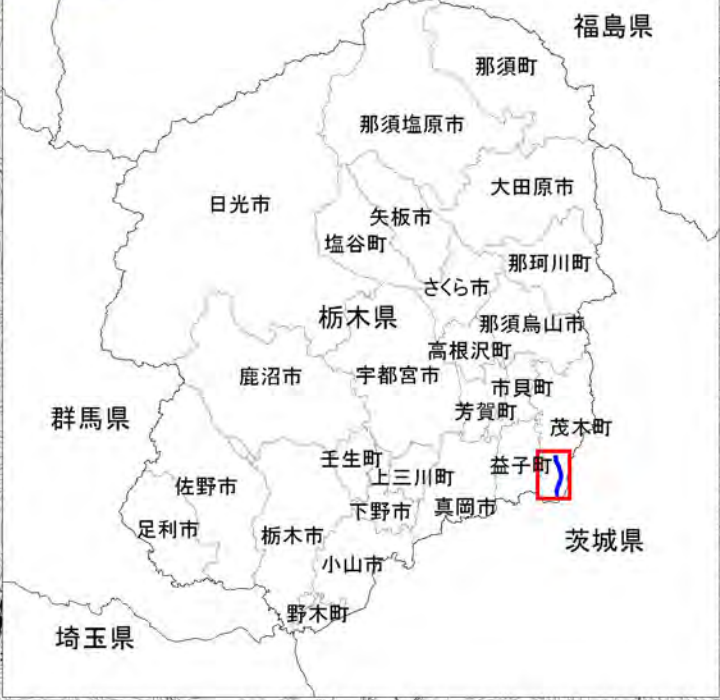 福島県
那須町
那須塩原市
大田原市
日光市
矢板市
塩谷町
那珂川町
さくら市
栃木県
那須烏山市
高根沢町
鹿沼市
宇都宮市
市貝町
芳賀町
群馬県
茂木町
壬生町
益子町
上三川町
佐野市
下野市
真岡市
足利市
栃木市
茨城県
小山市
野木町
埼玉県